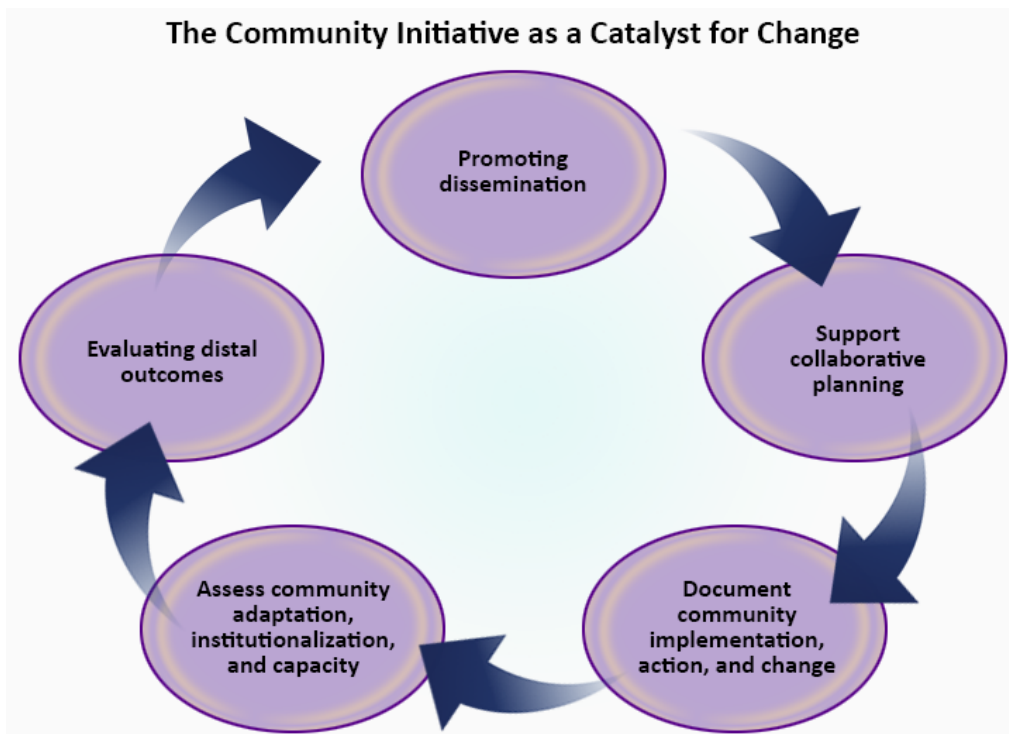 The Community Initiative as a Catalyst for Change
Promoting
dissemination
Support
collaborative
planning
Document
community
implementation,
action, and change
Assess community
adaptation,
institutionalization,
and capacity
Evaluating distal
outcomes